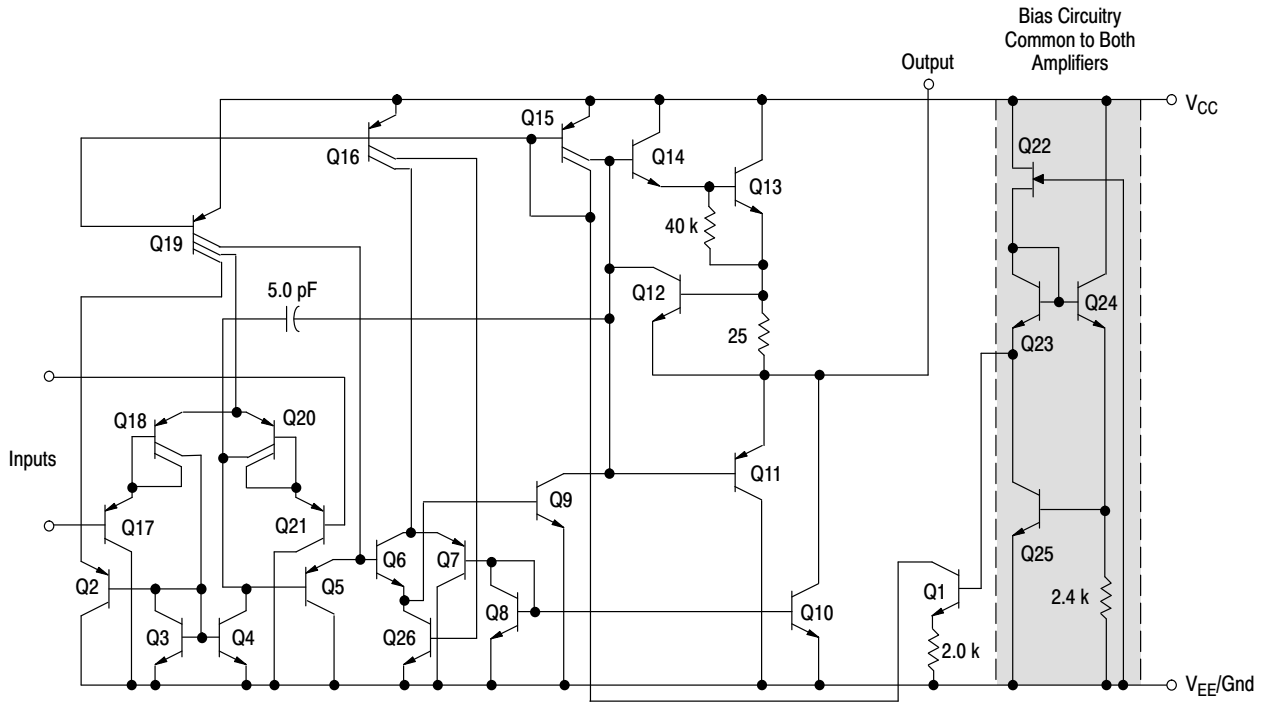 Bias Circuitry
Common to Both
Amplifiers
Output
V_CC
Q15
Q22
Q16
Q14
Q13
40 k
Q19
5.0 pF
Q12
Q24
25
Q23
Q18
Q20
Inputs
Q11
Q9
Q17
Q21
Q25
Q6
Q7
Q2
Q5
Q1
Q3
Q4
Q26
Q8
Q10
2.4 k
2.0 k
V_EE/Gnd